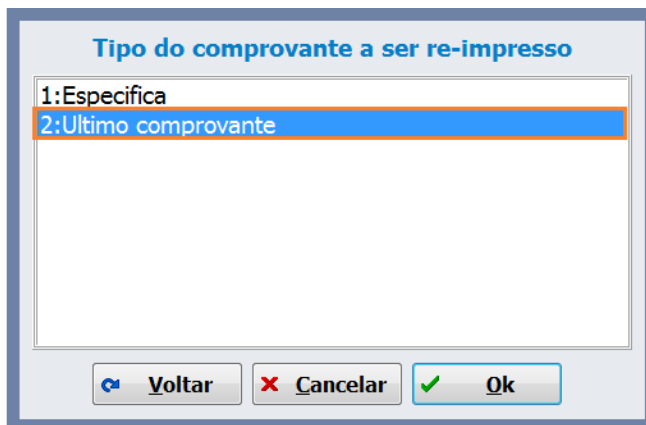 Tipo do comprovante a ser re-impresso
1:Especifica
2:Ultimo comprovante
Voltar
Cancelar
Ok